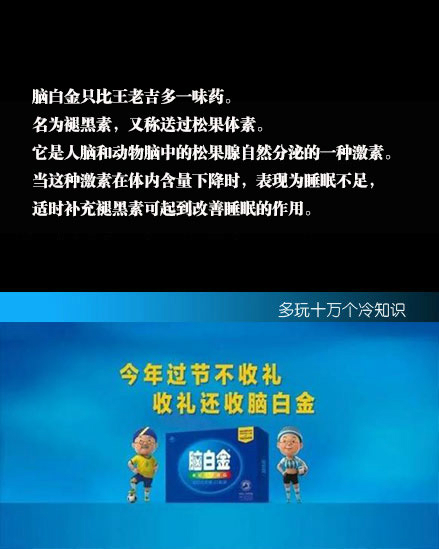 脑白金只比王老吉多一味药。
名为褪黑素，又称送过松果体素。
它是人脑和动物脑中的松果腺自然分泌的一种激素。
当这种激素在体内含量下降时，表现为睡眠不足，
适时补充褪黑素可起到改善睡眠的作用。
多玩十万个冷知识
今年过节不收礼
收礼还收脑白金
脑白金